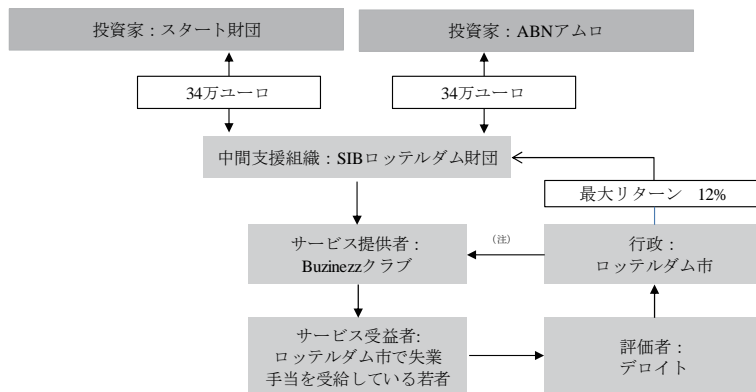 投資家：スタート財団
投資家：ABNアムロ
34万ユーロ
34万ユーロ
中間支援組織：SIBロッテルダム財団
最大リターン　12%
サービス提供者：
Buzinezzクラブ
（注）
行政：
ロッテルダム市
サービス受益者:
ロッテルダム市で失業
手当を受給している若者
評価者：
デロイト